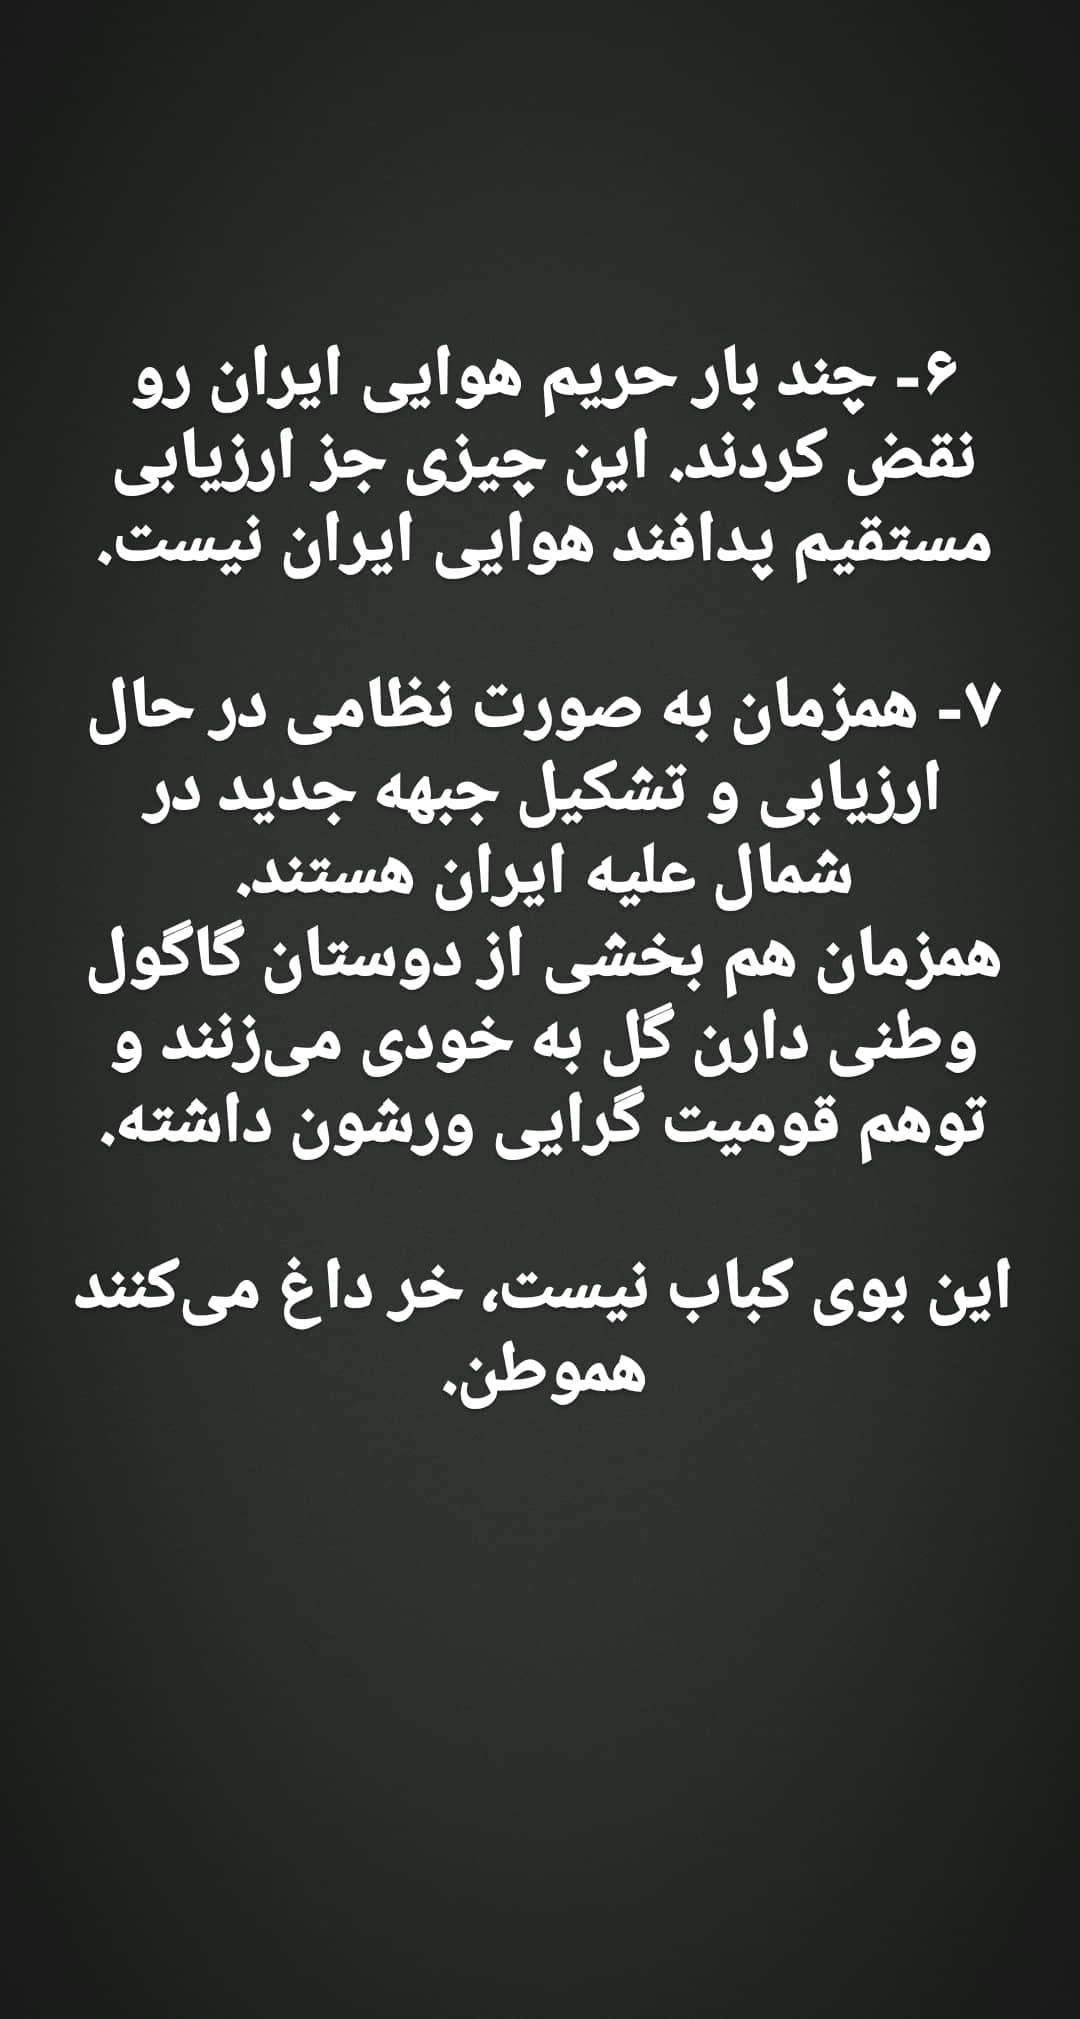 ۶- چند بار حریم هوایی ایران رو
نقض کردند. این چیزی جز ارزیابی
مستقیم پدافند هوایی ایران نیست.
۷- همزمان به صورت نظامی در حال
ارزیابی و تشکیل جبهه جدید در
شمال علیه ایران هستند.
همزمان هم بخشی از دوستان گاگول
وطنی دارن گل به خودی می‌زنند و
توهم قومیت گرایی ورشون داشته.
این بوی کباب نیست، خر داغ می‌کنند
هموطن.